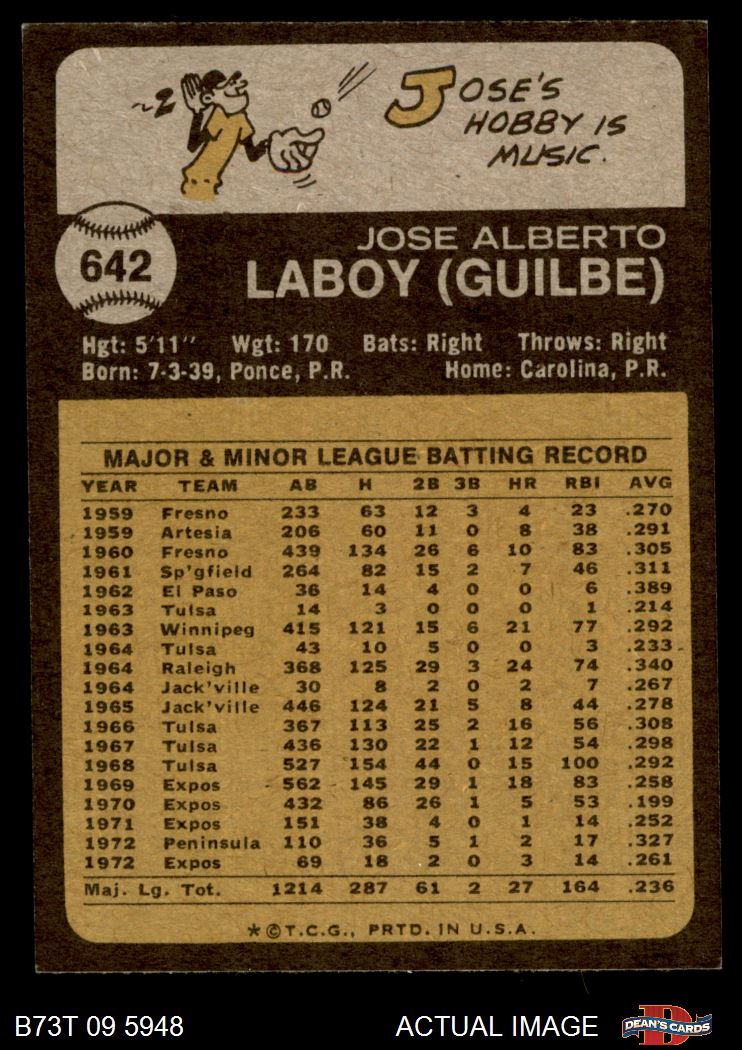 ~2
JOSE'S
HOBBY IS
MUSIC.
642
JOSE ALBERTO
LABOY (GUILBE)
Hgt: 5'11" Wgt: 170 Bats: Right Throws: Right
Born: 7-3-39, Ponce, P.R. Home: Carolina, P.R.
MAJOR & MINOR LEAGUE BATTING RECORD
YEAR TEAM AB H 2B 3B HR RBI AVG
1959 Fresno 233 63 12 3 4 23 .270
1959 Artesia 206 60 11 0 8 38 .291
1960 Fresno 439 134 26 6 10 83 .305
1961 Sp'gfield 264 82 15 2 7 46 .311
1962 El Paso 36 14 4 0 0 6 .389
1963 Tulsa 14 3 0 0 0 1 .214
1963 Winnipeg 415 121 15 6 21 77 .292
1964 Tulsa 43 10 5 0 0 3 .233
1964 Raleigh 368 125 29 3 24 74 .340
1964 Jack'ville 30 8 2 0 2 7 .267
1965 Jack'ville 446 124 21 5 8 44 .278
1966 Tulsa 367 113 25 2 16 56 .308
1967 Tulsa 436 130 22 1 12 54 .298
1968 Tulsa 527 154 44 0 15 100 .292
1969 Expos 562 145 29 1 18 83 .258
1970 Expos 432 86 26 1 5 53 .199
1971 Expos 151 38 4 0 1 14 .252
1972 Peninsula 110 36 5 1 2 17 .327
1972 Expos 69 18 2 0 3 14 .261
Maj. Lg. Tot. 1214 287 61 2 27 164 .236
*©T.C.G., PRTD. IN U.S.A.
B73T 09 5948 ACTUAL IMAGE D DEAN'S CARDS